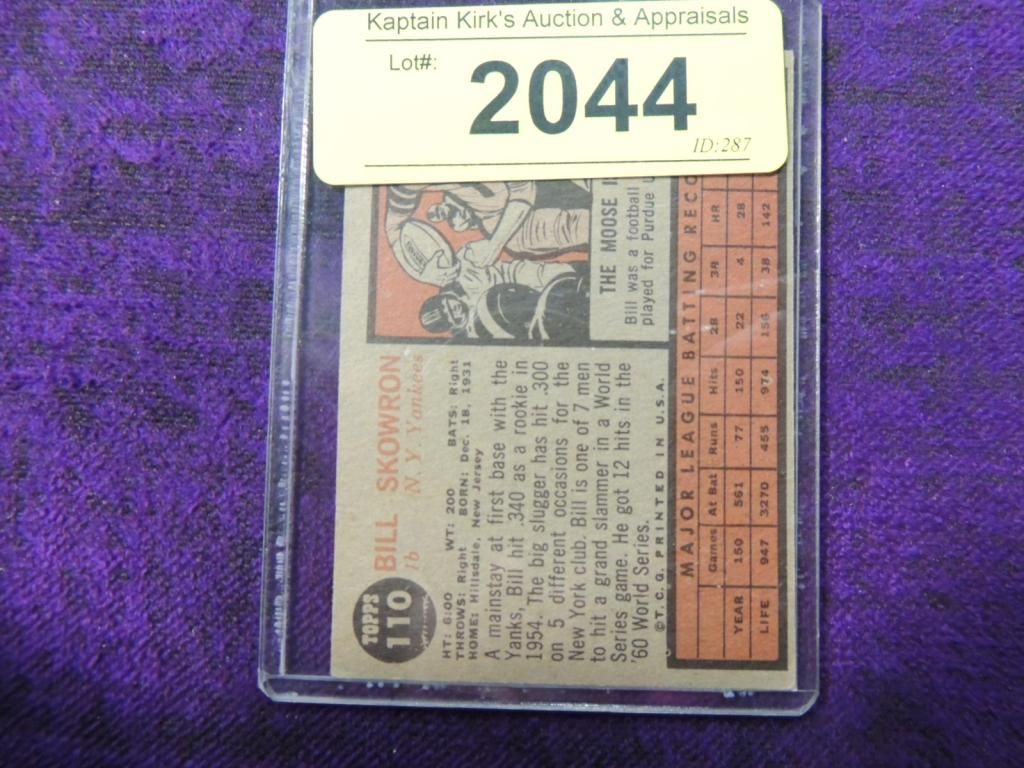 Kaptain Kirk's Auction & Appraisals
Lot#:
2044
ID:287
TOPPS
110
BILL SKOWRON
1b N. Y. Yankees
HT: 6:00 WT: 200 BATS: Right
THROWS: Right BORN: Dec. 18, 1931
HOME: Hillsdale, New Jersey
A mainstay at first base with the
Yanks, Bill hit .340 as a rookie in
1954. The big slugger has hit .300
on 5 different occasions for the
New York club. Bill is one of 7 men
to hit a grand slammer in a World
Series game. He got 12 hits in the
'60 World Series.
©T.C.G. PRINTED IN U.S.A.
THE MOOSE
Bill was a football
played for Purdue
MAJOR LEAGUE BATTING RECO
Games At Bat Runs Hits 2B 3B HR
YEAR 150 561 77 150 22 4 28
LIFE 947 3270 455 974 156 38 142